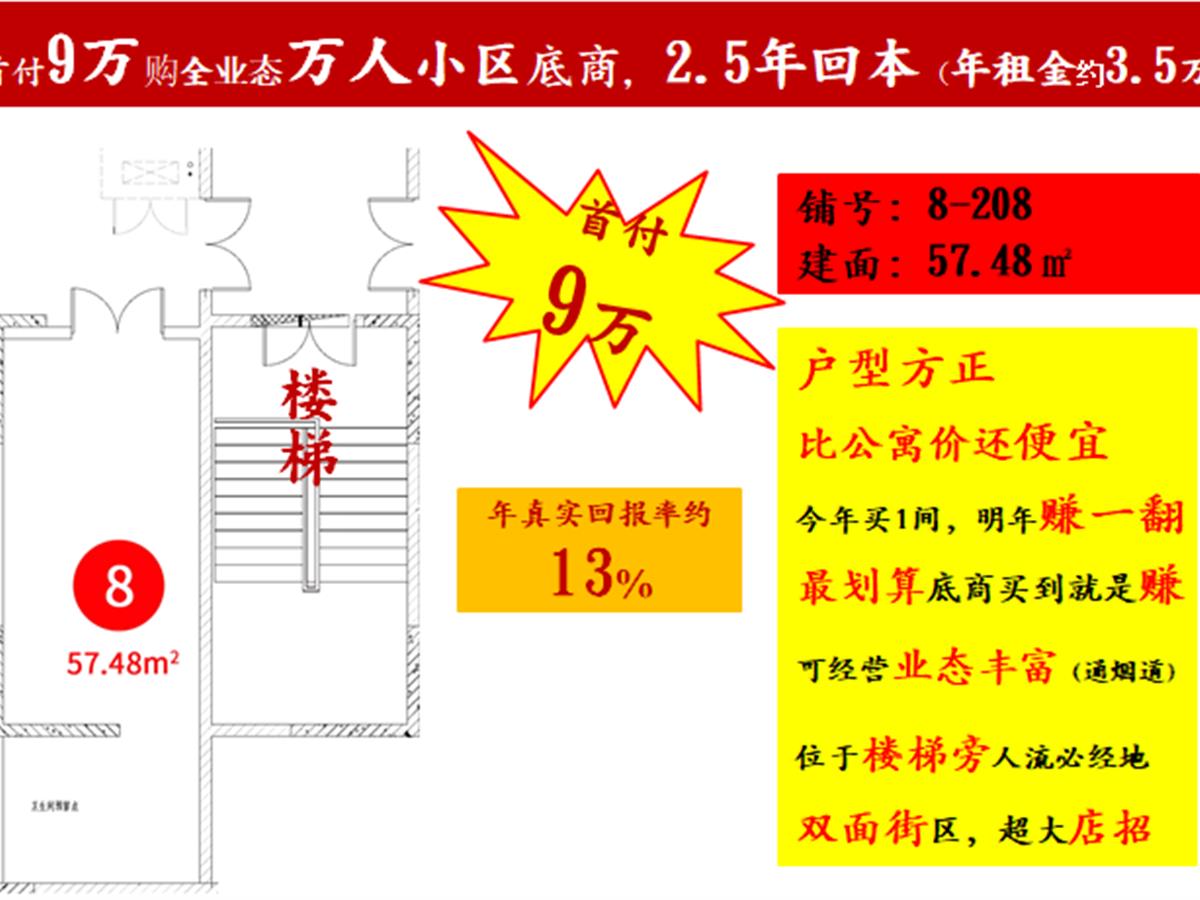 首付9万购全业态万人小区底商，2.5年回本（年租金约3.5万
首付
9万
铺号：8-208
建面：57.48㎡
楼
梯
户型方正
比公寓价还便宜
今年买1间，明年赚一翻
年真实回报率约
13%
最划算底商买到就是赚
8
57.48m²
可经营业态丰富（通烟道）
位于楼梯旁人流必经地
双面街区，超大店招